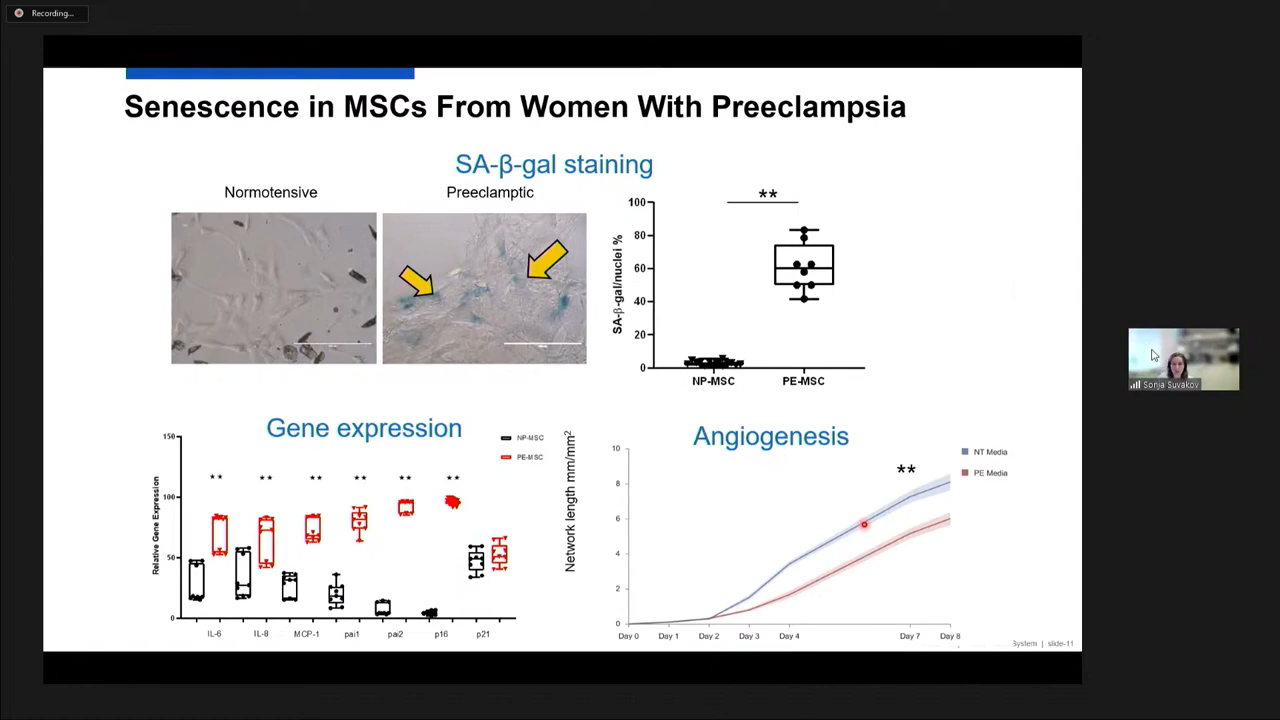 Recording...
Senescence in MSCs From Women With Preeclampsia
SA-β-gal staining
Normotensive
Preeclamptic
SA-β-gal/nuclei %
100
80
60
40
20
0
**
NP-MSC
PE-MSC
Sonja Suvakov
Gene expression
Relative Gene Expression
150
100
50
0
** ** ** ** ** **
NP-MSC
PE-MSC
IL-6 IL-8 MCP-1 pai1 pai2 p16 p21
Angiogenesis
Network length mm/mm²
10
8
6
4
2
0
**
NT Media
PE Media
Day 0 Day 1 Day 2 Day 3 Day 4 Day 7 Day 8
System | slide-11